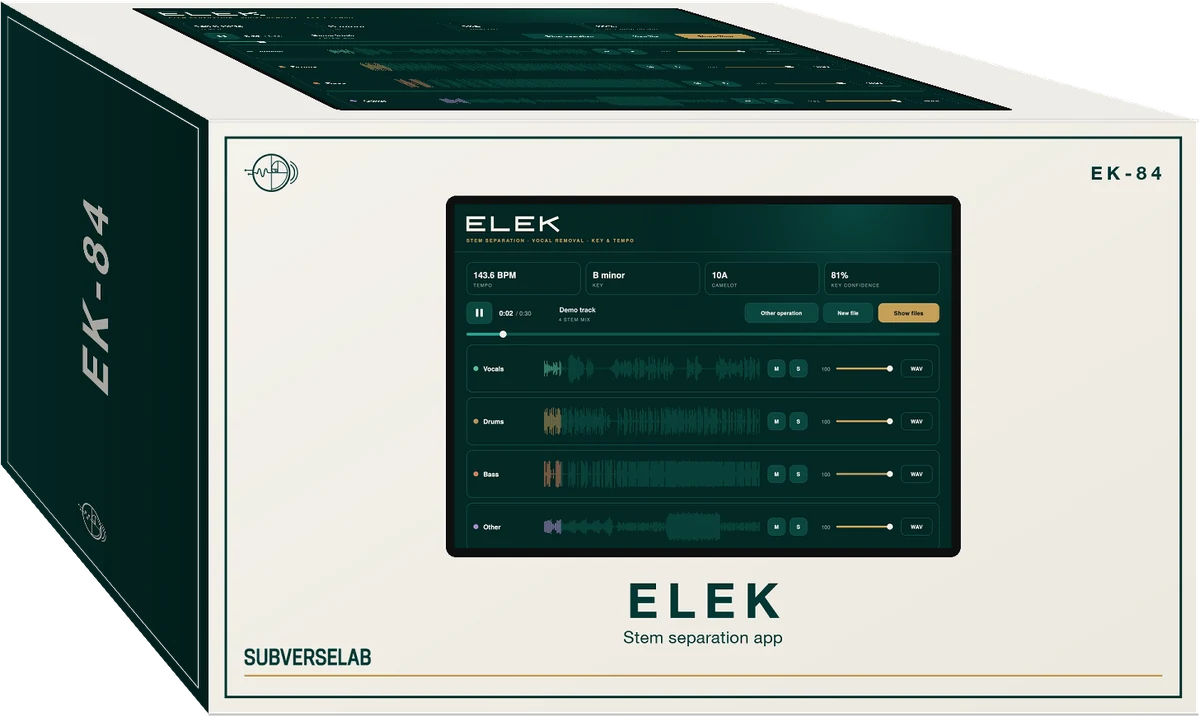 EK-84
EK-84
ELEK
STEM SEPARATION · VOCAL REMOVAL · KEY & TEMPO
143.6 BPM
TEMPO
B minor
KEY
10A
CAMELOT
81%
KEY CONFIDENCE
0:02 / 0:30
Demo track
4 STEM MIX
Other operation
New file
Show files
Vocals M S 100 WAV
Drums M S 100 WAV
Bass M S 100 WAV
Other M S 100 WAV
ELEK
Stem separation app
SUBVERSELAB